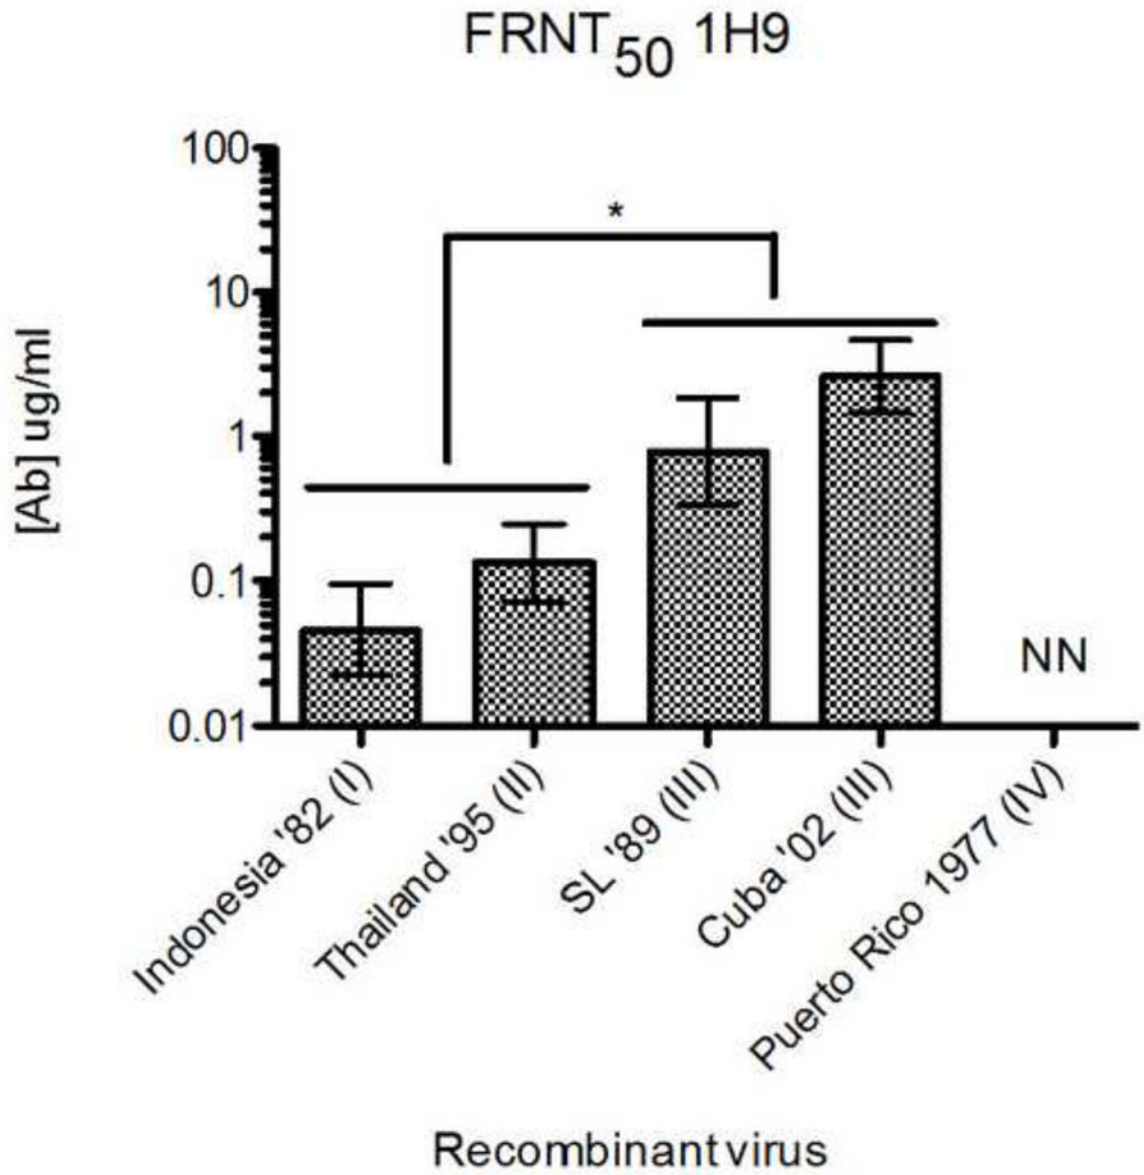 FRNT50 1H9
100
10
1
0.1
0.01
[Ab] ug/ml
*
NN
Indonesia '82 (I)
Thailand '95 (II)
SL '89 (III)
Cuba '02 (III)
Puerto Rico 1977 (IV)
Recombinant virus